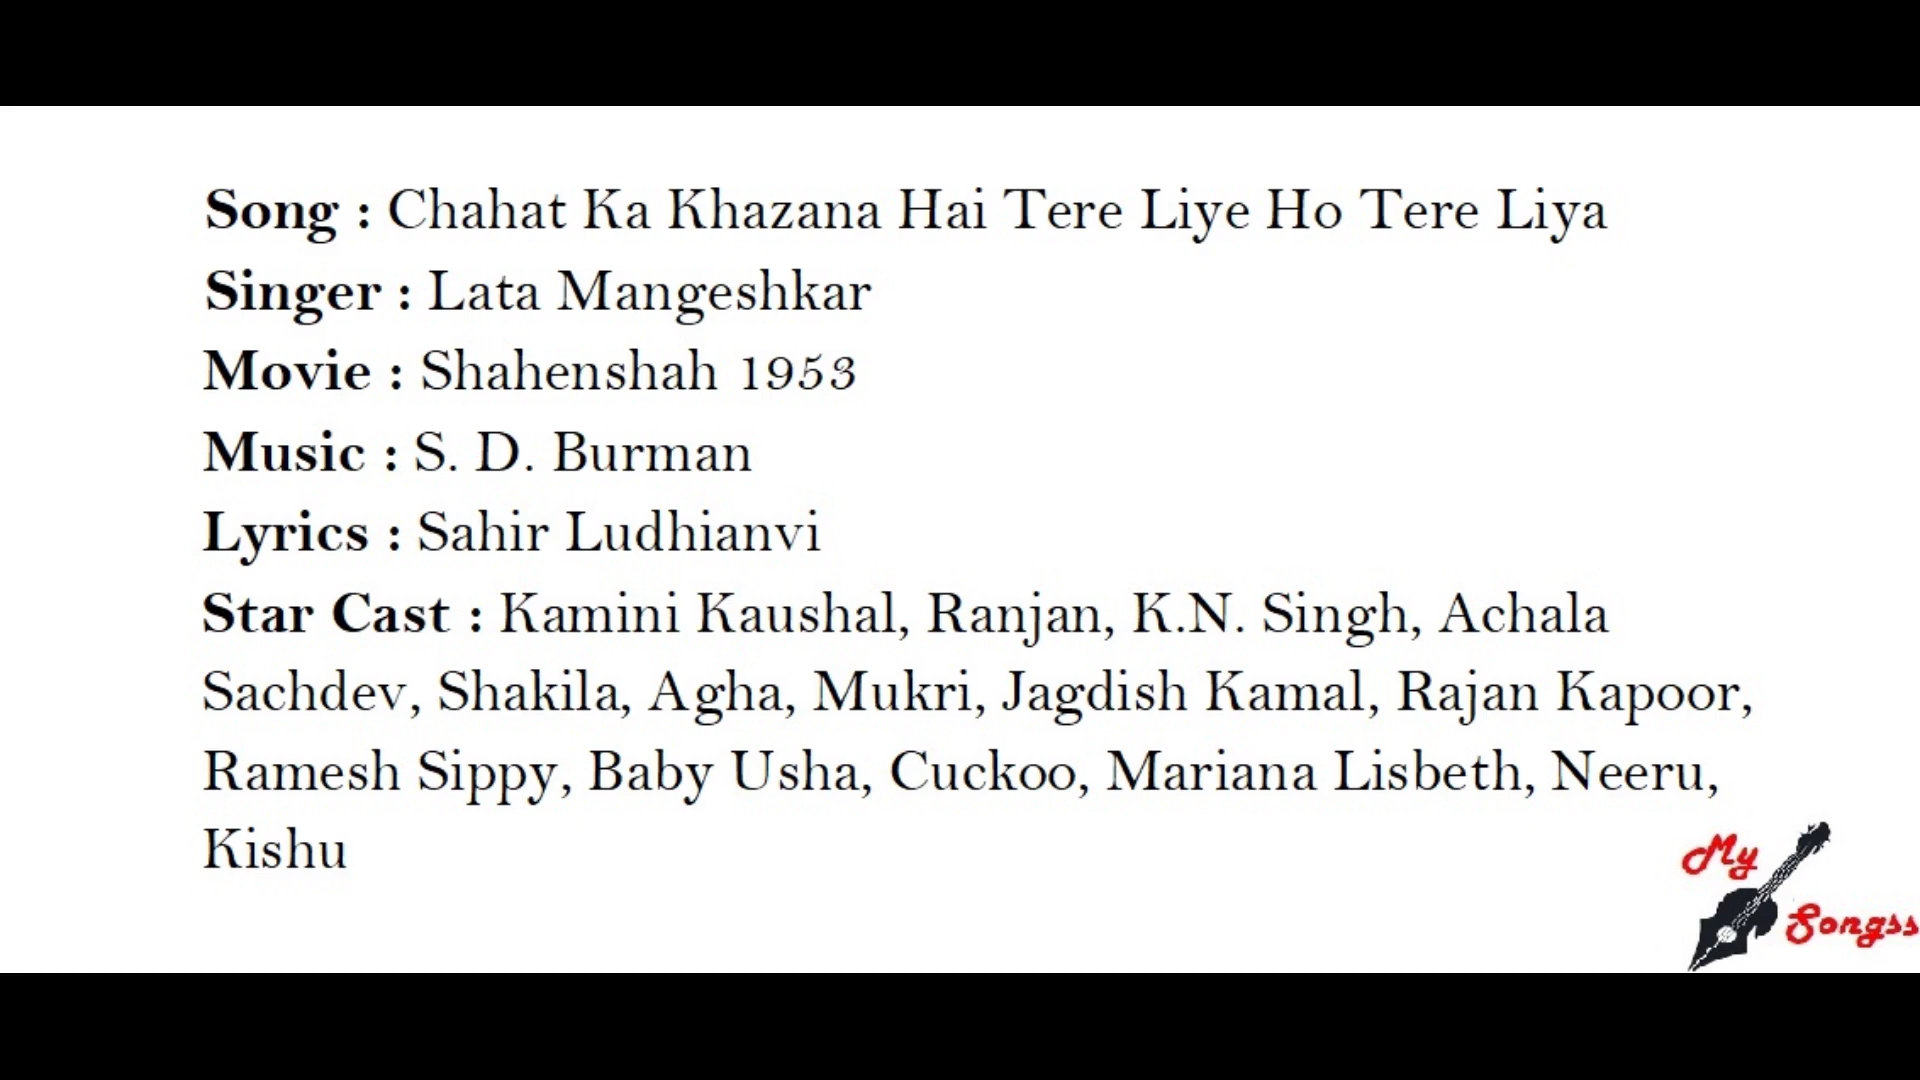 Song : Chahat Ka Khazana Hai Tere Liye Ho Tere Liya
Singer : Lata Mangeshkar
Movie : Shahenshah 1953
Music : S. D. Burman
Lyrics : Sahir Ludhianvi
Star Cast : Kamini Kaushal, Ranjan, K.N. Singh, Achala
Sachdev, Shakila, Agha, Mukri, Jagdish Kamal, Rajan Kapoor,
Ramesh Sippy, Baby Usha, Cuckoo, Mariana Lisbeth, Neeru,
Kishu
My
Songss